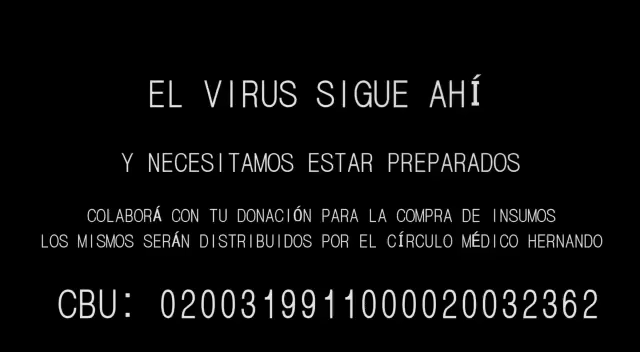 EL VIRUS SIGUE AHÍ
Y NECESITAMOS ESTAR PREPARADOS
COLABORÁ CON TU DONACIÓN PARA LA COMPRA DE INSUMOS
LOS MISMOS SERÁN DISTRIBUIDOS POR EL CÍRCULO MÉDICO HERNANDO
CBU: 02003199110000020032362